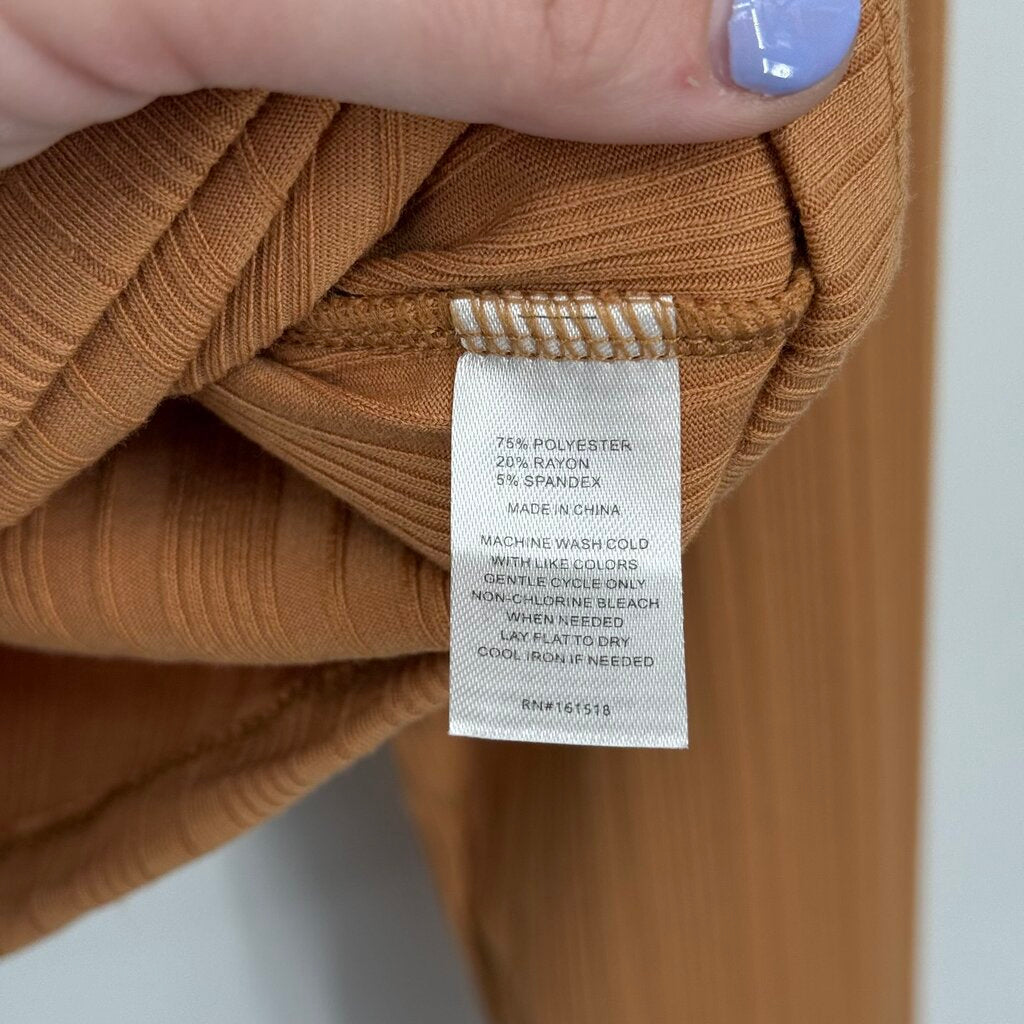 75% POLYESTER
20% RAYON
5% SPANDEX
MADE IN CHINA
MACHINE WASH COLD
WITH LIKE COLORS
GENTLE CYCLE ONLY
NON-CHLORINE BLEACH
WHEN NEEDED
LAY FLAT TO DRY
COOL IRON IF NEEDED
RN#161518